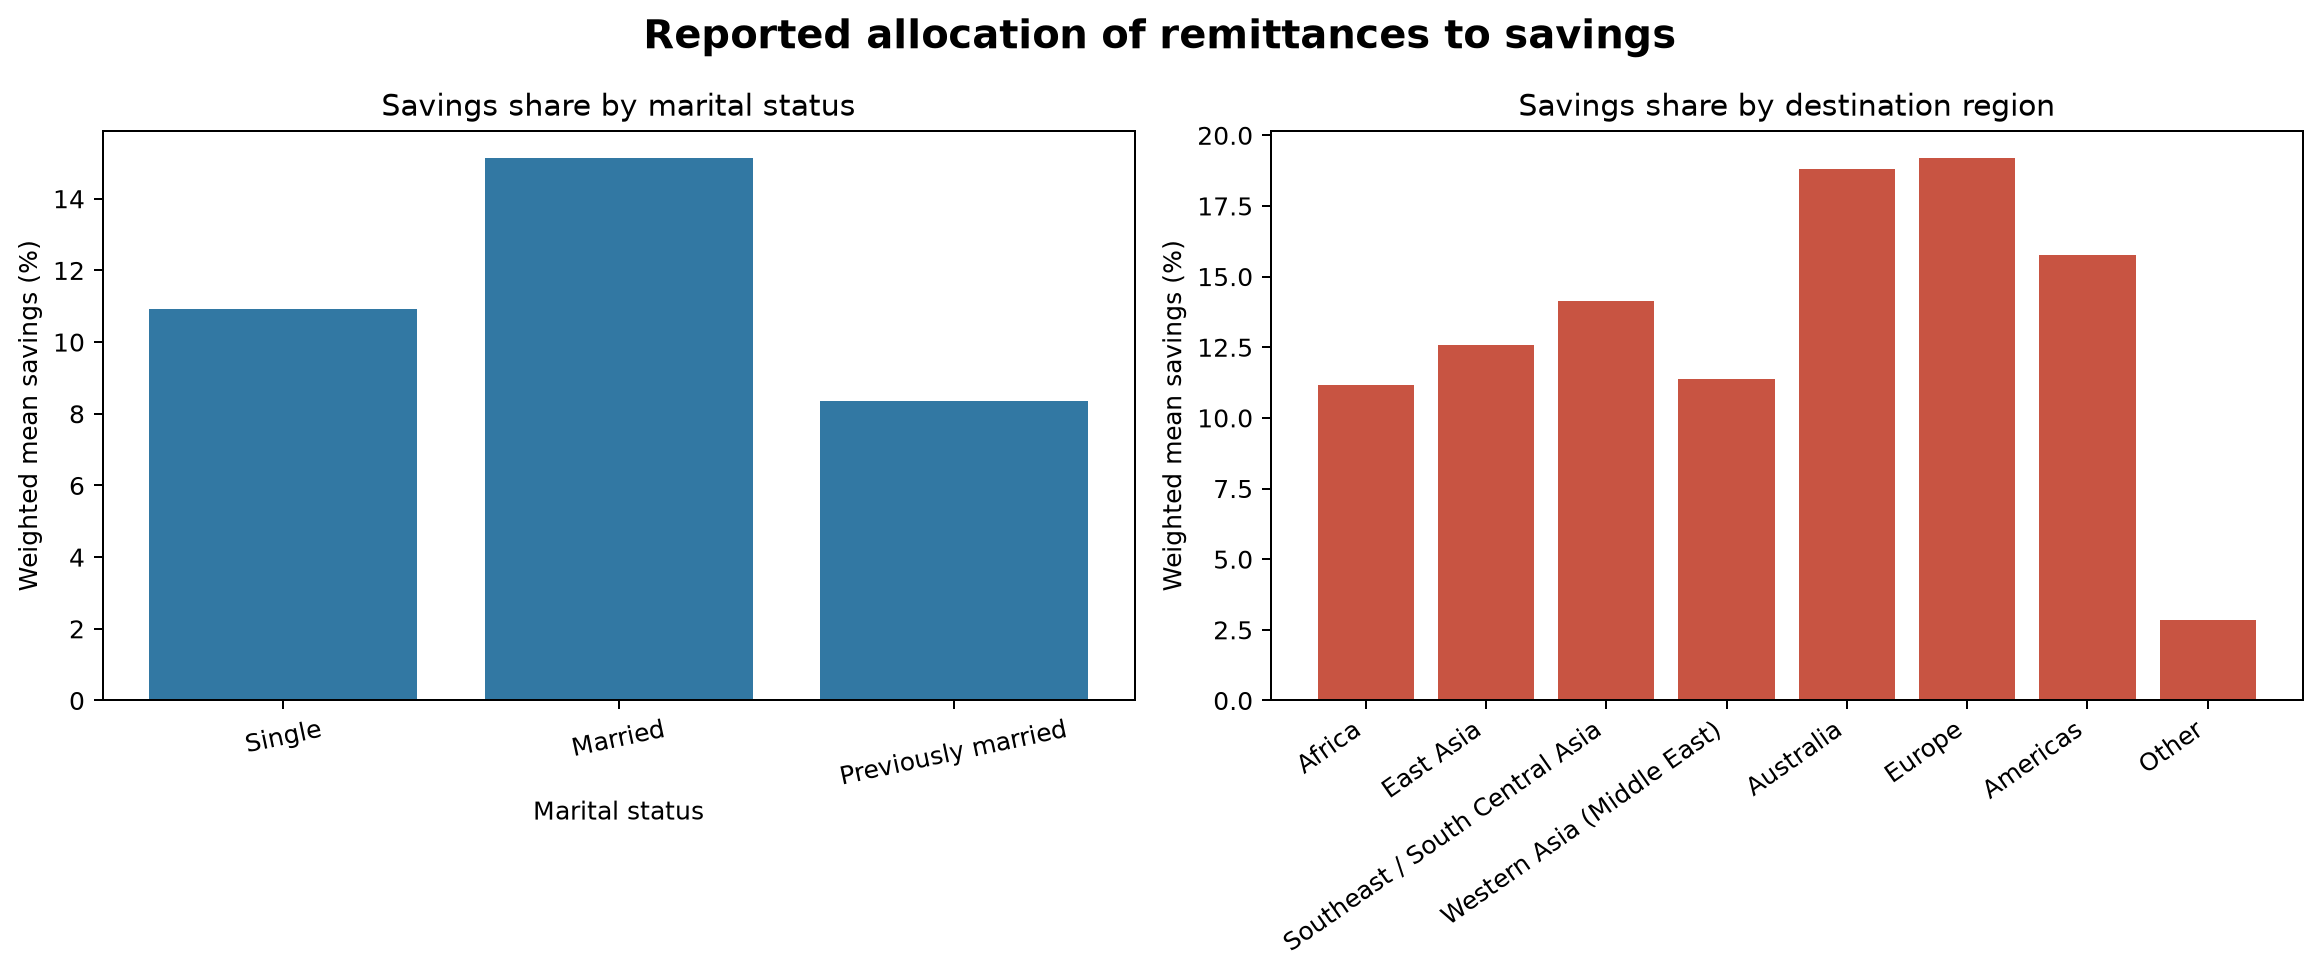 Reported allocation of remittances to savings
Savings share by marital status
Weighted mean savings (%)
14
12
10
8
6
4
2
0
Single
Married
Previously married
Marital status
Savings share by destination region
Weighted mean savings (%)
20.0
17.5
15.0
12.5
10.0
7.5
5.0
2.5
0.0
Africa
East Asia
Southeast / South Central Asia
Western Asia (Middle East)
Australia
Europe
Americas
Other